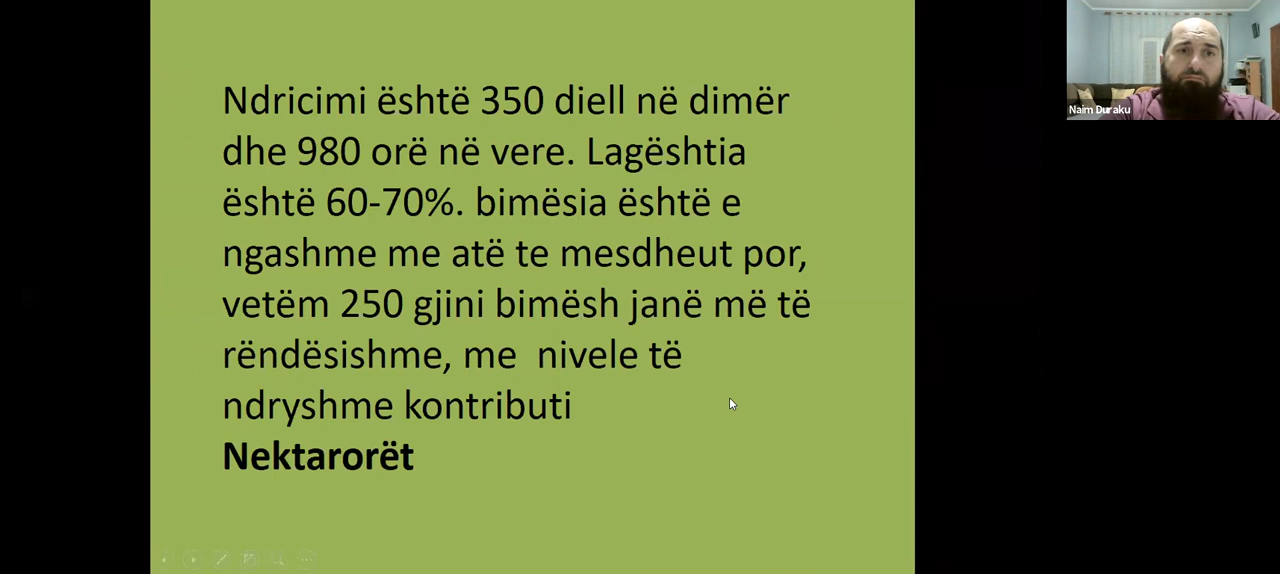 Ndricimi është 350 diell në dimër
dhe 980 orë në vere. Lagështia
është 60-70%. bimësia është e
ngashme me atë te mesdheut por,
vetëm 250 gjini bimësh janë më të
rëndësishme, me  nivele të
ndryshme kontributi
Nektarorët
Naim Duraku